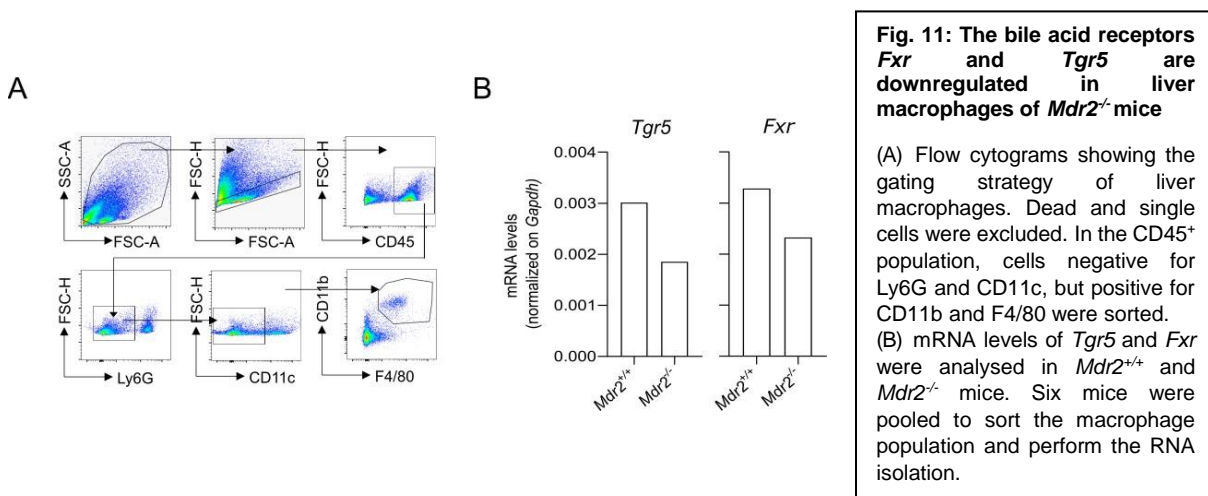 A
SSC-A
FSC-A
FSC-H
FSC-A
FSC-H
CD45
FSC-H
Ly6G
FSC-H
CD11c
CD11b
F4/80
B
Tgr5
Fxr
mRNA levels
(normalized on Gapdh)
0.004
0.003
0.002
0.001
0.000
Mdr2+/+
Mdr2-/-
Mdr2+/+
Mdr2-/-
Fig. 11: The bile acid receptors
Fxr and Tgr5 are
downregulated in liver
macrophages of Mdr2-/- mice
(A) Flow cytograms showing the
gating strategy of liver
macrophages. Dead and single
cells were excluded. In the CD45+
population, cells negative for
Ly6G and CD11c, but positive for
CD11b and F4/80 were sorted.
(B) mRNA levels of Tgr5 and Fxr
were analysed in Mdr2+/+ and
Mdr2-/- mice. Six mice were
pooled to sort the macrophage
population and perform the RNA
isolation.